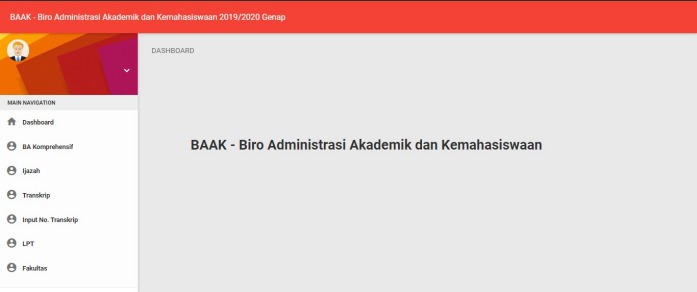 BAAK - Biro Administrasi Akademik dan Kemahasiswaan 2019/2020 Genap
DASHBOARD
MAIN NAVIGATION
Dashboard
BA Komprehensif
Ijazah
Transkrip
Input No. Transkrip
LPT
Fakultas
BAAK - Biro Administrasi Akademik dan Kemahasiswaan